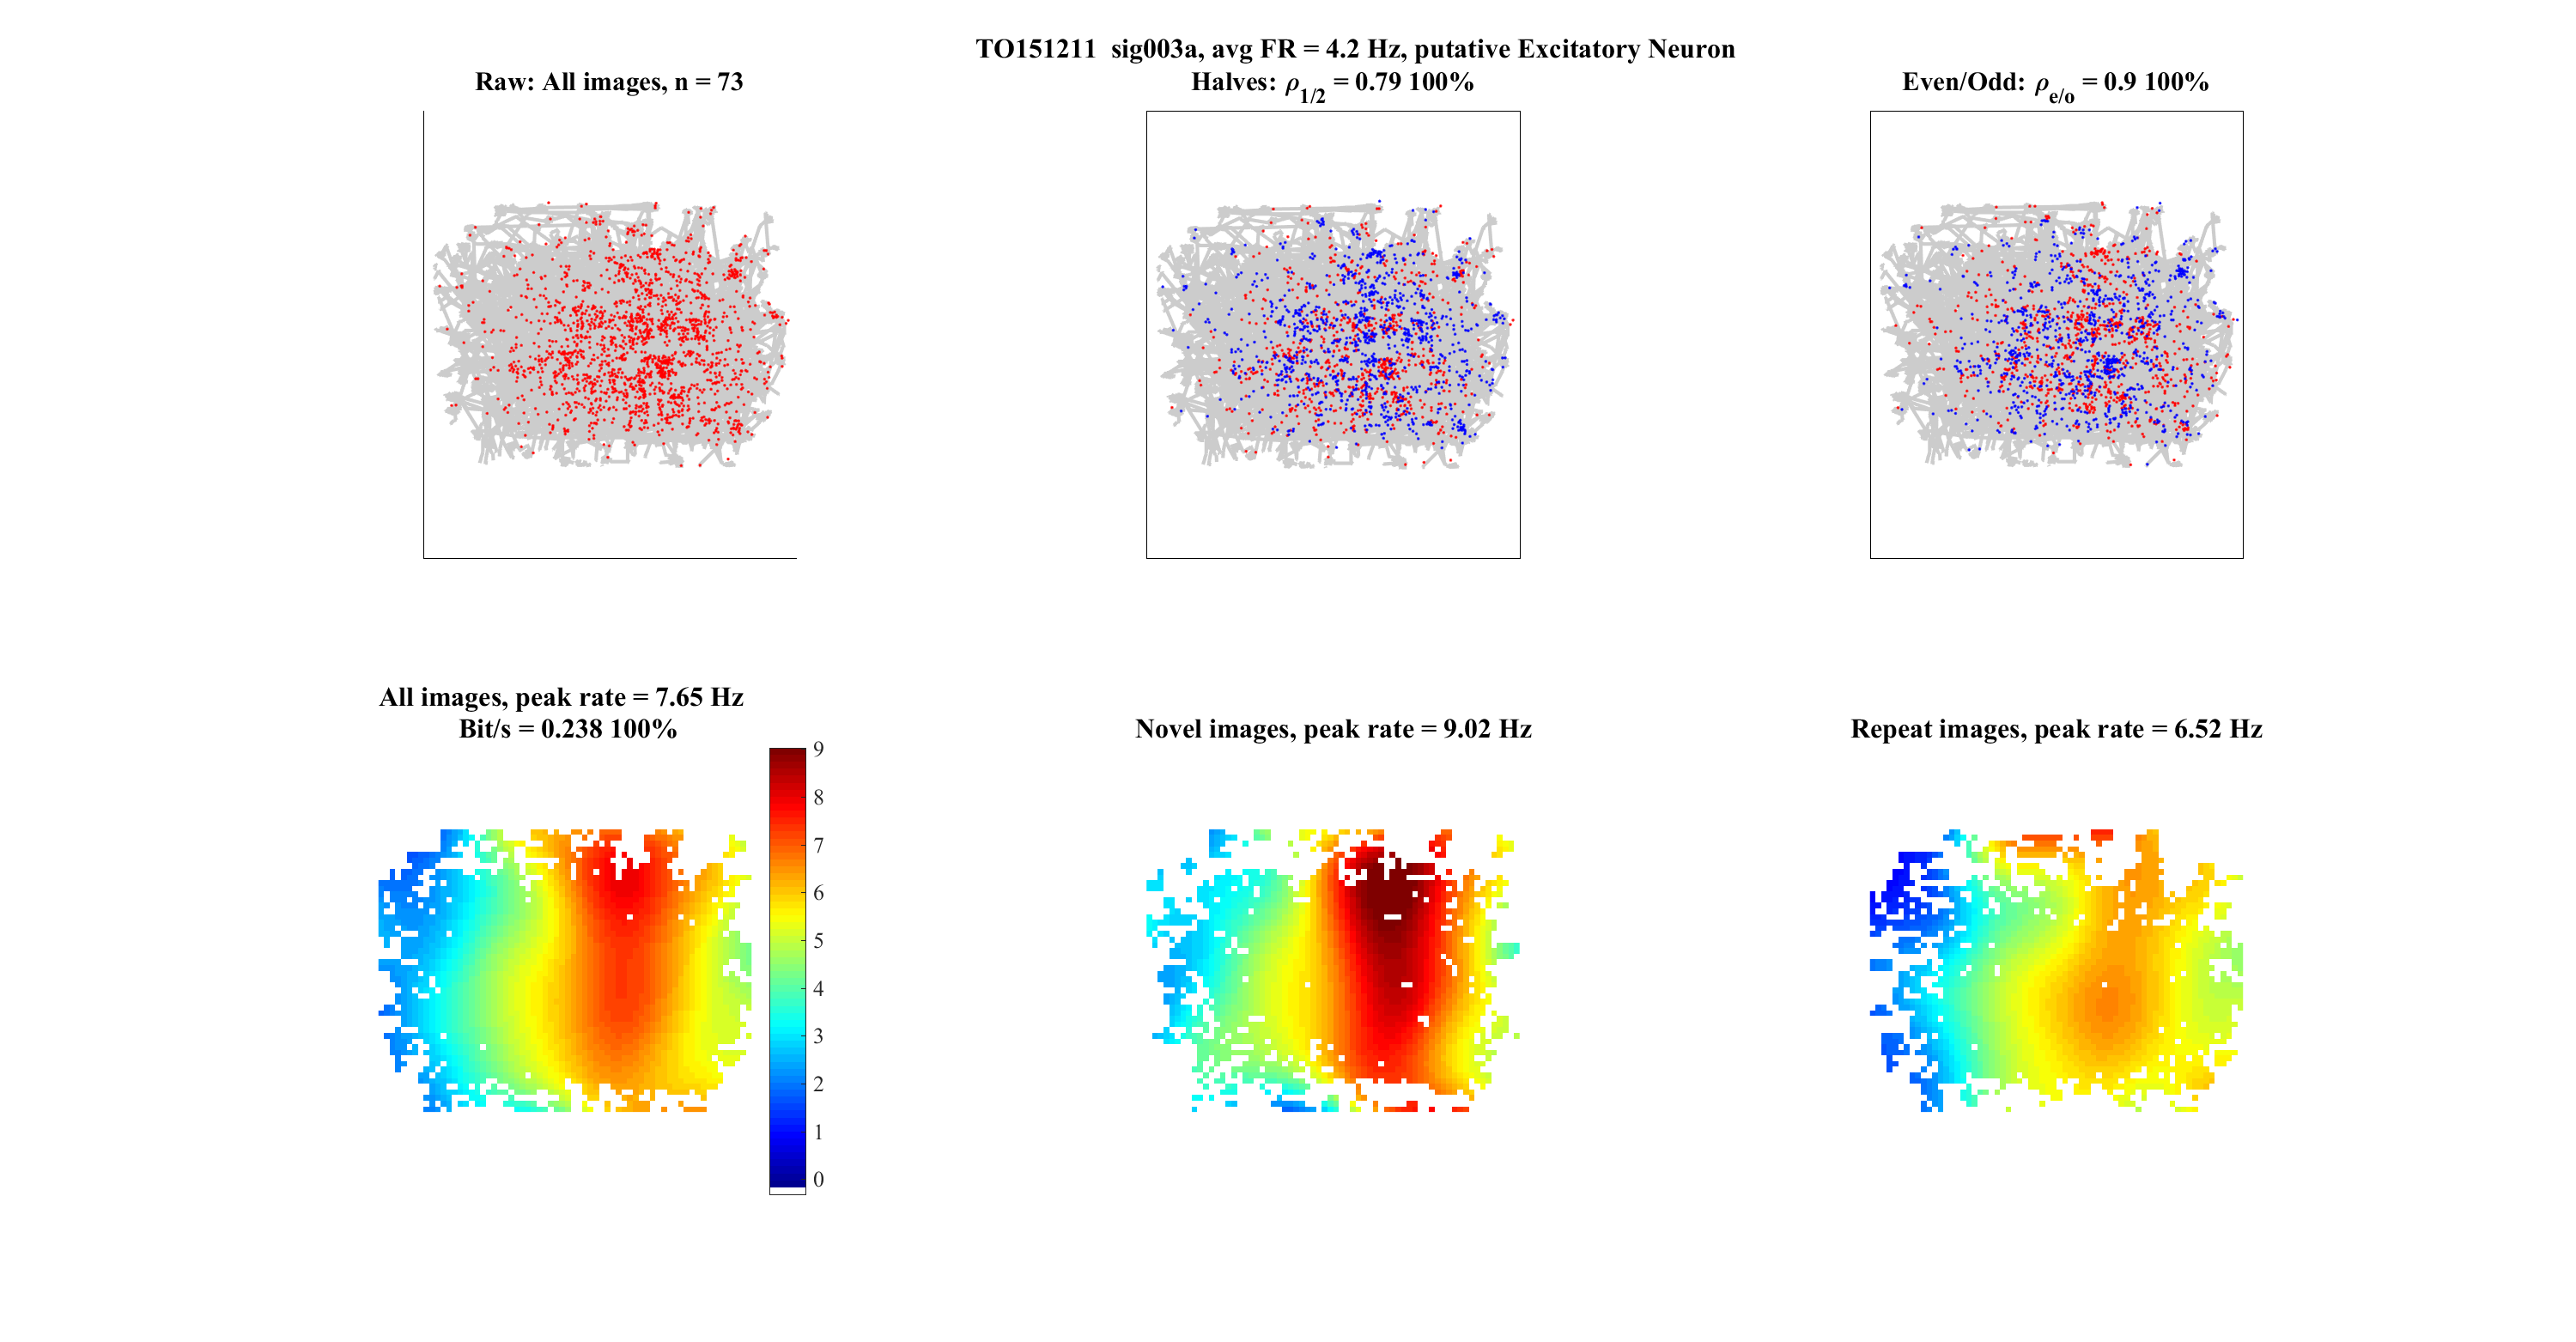 TO151211  sig003a, avg FR = 4.2 Hz, putative Excitatory Neuron
Raw: All images, n = 73
Halves: ρ1/2 = 0.79 100%
Even/Odd: ρe/o = 0.9 100%
All images, peak rate = 7.65 Hz
Bit/s = 0.238 100%
9
8
7
6
5
4
3
2
1
0
Novel images, peak rate = 9.02 Hz
Repeat images, peak rate = 6.52 Hz